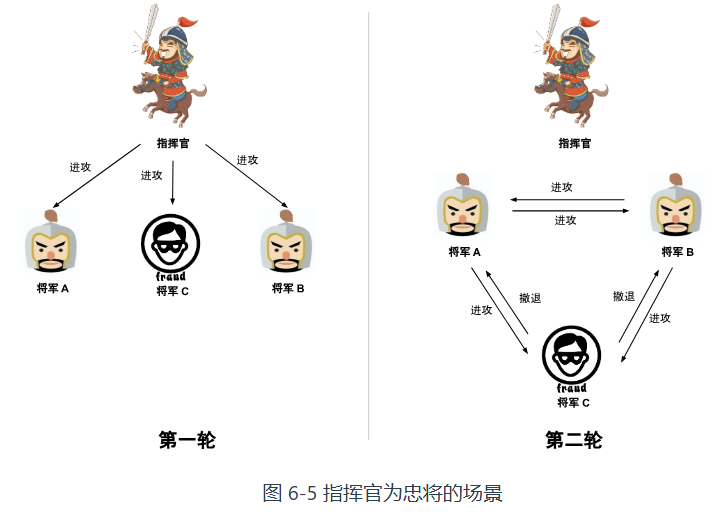 指挥官
进攻
进攻
进攻
将军 A
fraud
将军 C
将军 B
第一轮
指挥官
进攻
进攻
将军 A
将军 B
进攻
撤退
撤退
进攻
fraud
将军 C
第二轮
图 6-5 指挥官为忠将的场景